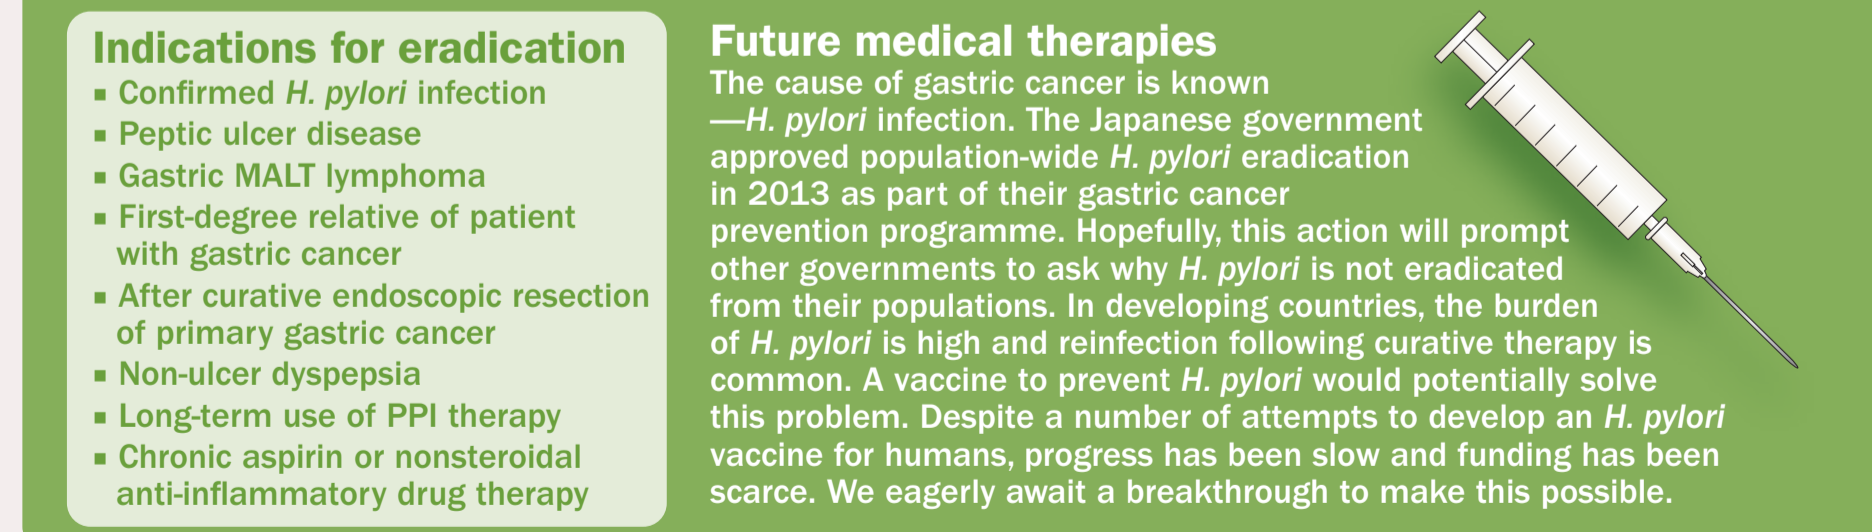 Indications for eradication
▪ Confirmed H. pylori infection
▪ Peptic ulcer disease
▪ Gastric MALT lymphoma
▪ First-degree relative of patient
with gastric cancer
▪ After curative endoscopic resection
of primary gastric cancer
▪ Non-ulcer dyspepsia
▪ Long-term use of PPI therapy
▪ Chronic aspirin or nonsteroidal
anti-inflammatory drug therapy
Future medical therapies
The cause of gastric cancer is known
—H. pylori infection. The Japanese government
approved population-wide H. pylori eradication
in 2013 as part of their gastric cancer
prevention programme. Hopefully, this action will prompt
other governments to ask why H. pylori is not eradicated
from their populations. In developing countries, the burden
of H. pylori is high and reinfection following curative therapy is
common. A vaccine to prevent H. pylori would potentially solve
this problem. Despite a number of attempts to develop an H. pylori
vaccine for humans, progress has been slow and funding has been
scarce. We eagerly await a breakthrough to make this possible.